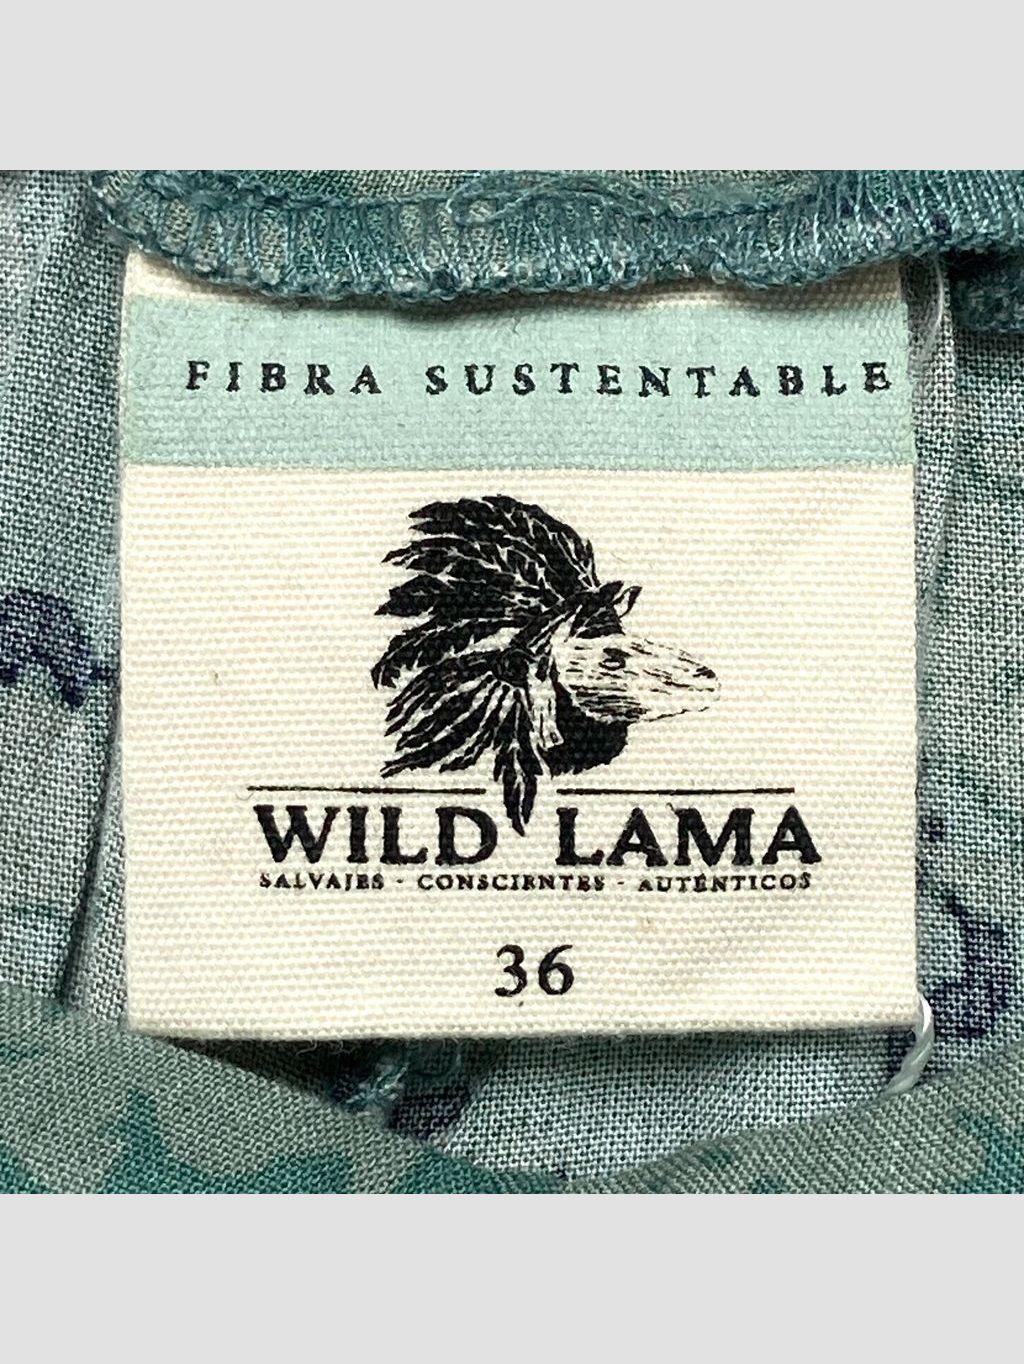 FIBRA SUSTENTABLE
WILD LAMA
SALVAJES - CONSCIENTES - AUTÉNTICOS
36